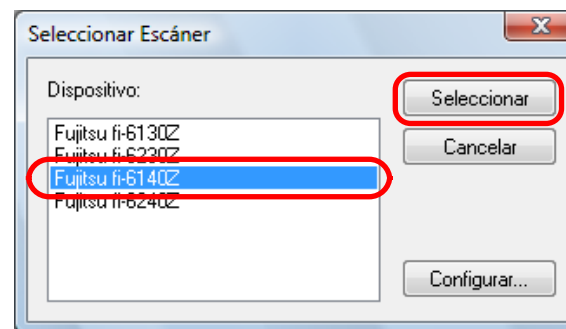 Seleccionar Escáner
Dispositivo:
Fujitsu fi-6130Z
Fujitsu fi-6230Z
Fujitsu fi-6140Z
Fujitsu fi-6240Z
Seleccionar
Cancelar
Configurar...